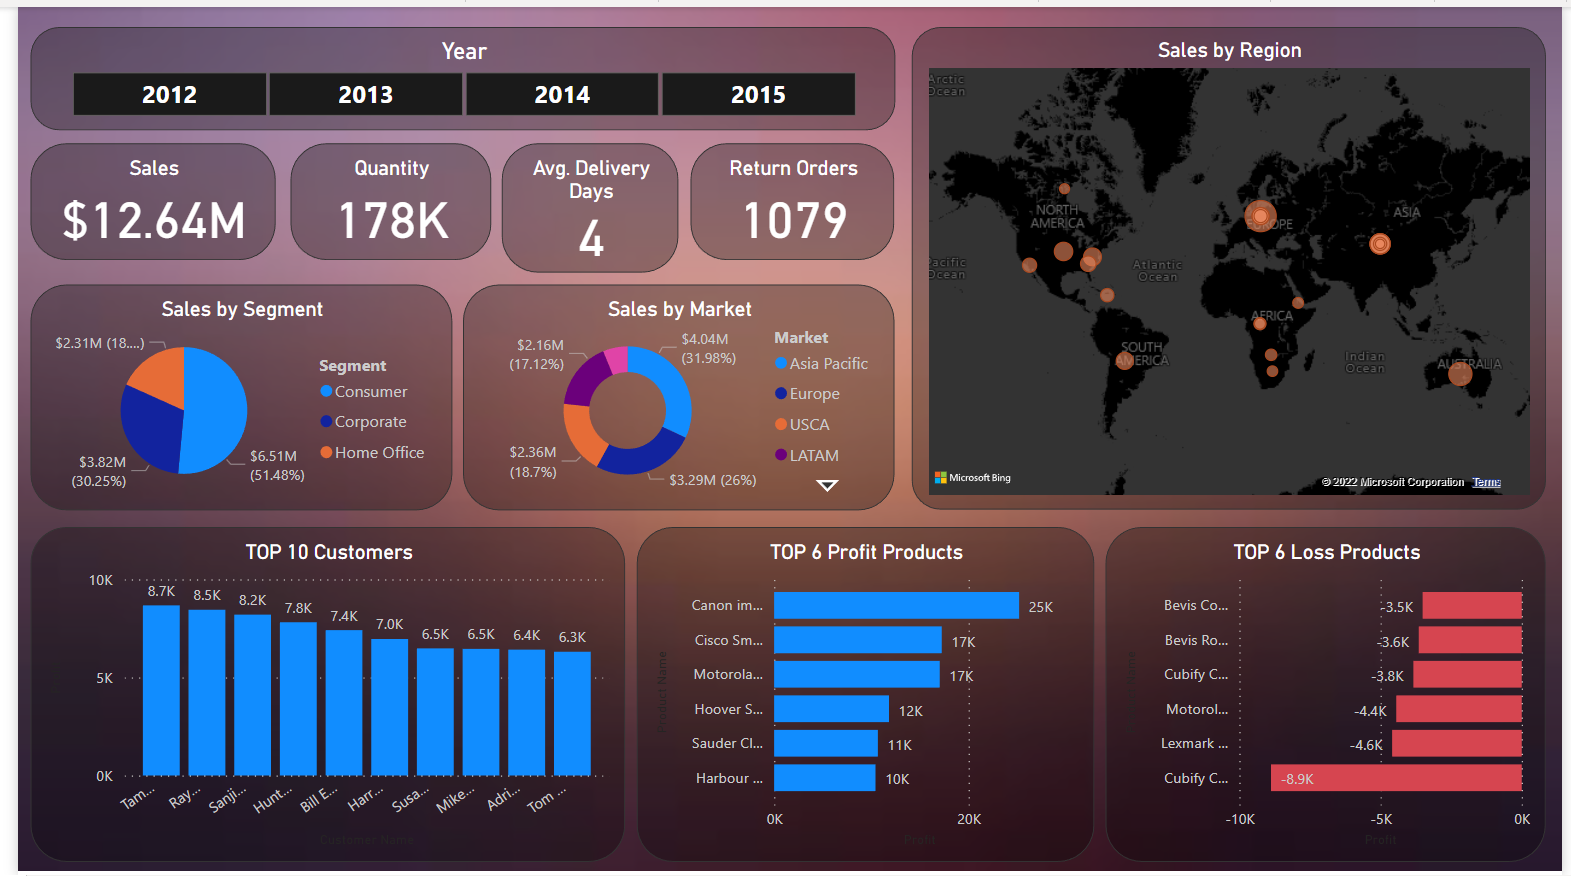 Year
2012
2013
2014
2015
Sales
$12.64M
Quantity
178K
Avg. Delivery
Days
4
Return Orders
1079
Sales by Region
Arctic
Ocean
NORTH
AMERICA
EUROPE
ASIA
Pacific
Ocean
Atlantic
Ocean
AFRICA
SOUTH
AMERICA
Indian
Ocean
AUSTRALIA
Microsoft Bing
© 2022 Microsoft Corporation
Terms
Sales by Segment
$2.31M (18....)
$3.82M
(30.25%)
$6.51M
(51.48%)
Segment
Consumer
Corporate
Home Office
Sales by Market
$2.16M
(17.12%)
$4.04M
(31.98%)
$2.36M
(18.7%)
$3.29M (26%)
Market
Asia Pacific
Europe
USCA
LATAM
TOP 10 Customers
10K
5K
0K
8.7K
8.5K
8.2K
7.8K
7.4K
7.0K
6.5K
6.5K
6.4K
6.3K
Tam...
Ray...
Sanji...
Hunt...
Bill E...
Harr...
Susa...
Mike...
Adri...
Tom ...
Customer Name
TOP 6 Profit Products
Product Name
Canon im...
25K
Cisco Sm...
17K
Motorola...
17K
Hoover S...
12K
Sauder Cl...
11K
Harbour ...
10K
0K
20K
Profit
TOP 6 Loss Products
Bevis Co...
-3.5K
Bevis Ro...
-3.6K
Cubify C...
-3.8K
Motorol...
-4.4K
Lexmark ...
-4.6K
Cubify C...
-8.9K
-10K
-5K
0K
Profit